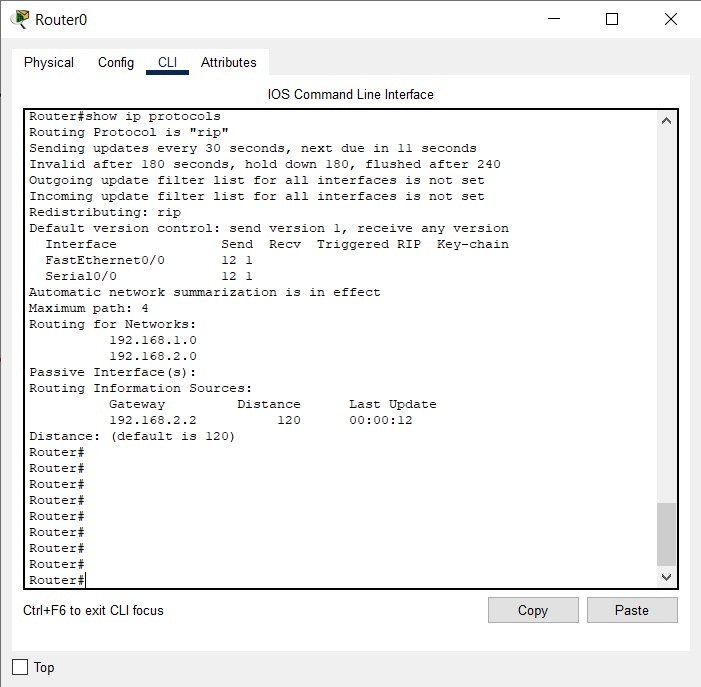 Router0
Physical Config CLI Attributes
IOS Command Line Interface
Router#show ip protocols
Routing Protocol is "rip"
Sending updates every 30 seconds, next due in 11 seconds
Invalid after 180 seconds, hold down 180, flushed after 240
Outgoing update filter list for all interfaces is not set
Incoming update filter list for all interfaces is not set
Redistributing: rip
Default version control: send version 1, receive any version
  Interface             Send  Recv  Triggered RIP  Key-chain
  FastEthernet0/0       12 1
  Serial0/0             12 1
Automatic network summarization is in effect
Maximum path: 4
Routing for Networks:
          192.168.1.0
          192.168.2.0
Passive Interface(s):
Routing Information Sources:
          Gateway         Distance      Last Update
          192.168.2.2          120      00:00:12
Distance: (default is 120)
Router#
Router#
Router#
Router#
Router#
Router#
Router#
Router#
Router#
Ctrl+F6 to exit CLI focus
Copy Paste
Top